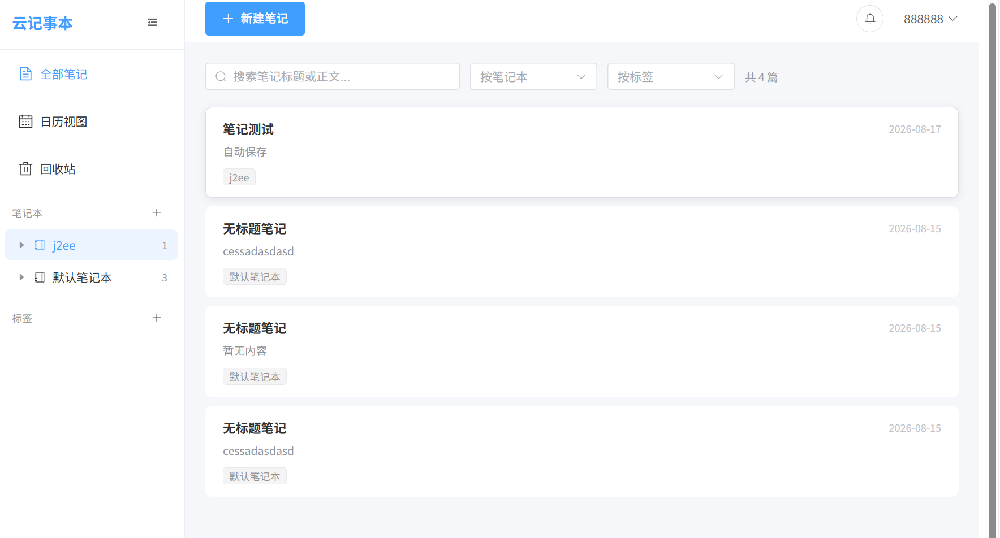 云记事本
全部笔记
日历视图
回收站
笔记本
j2ee 1
默认笔记本 3
标签
新建笔记
888888
搜索笔记标题或正文...
按笔记本
按标签
共 4 篇
笔记测试 2026-08-17
自动保存
j2ee
无标题笔记 2026-08-15
cessadasdasd
默认笔记本
无标题笔记 2026-08-15
暂无内容
默认笔记本
无标题笔记 2026-08-15
cessadasdasd
默认笔记本